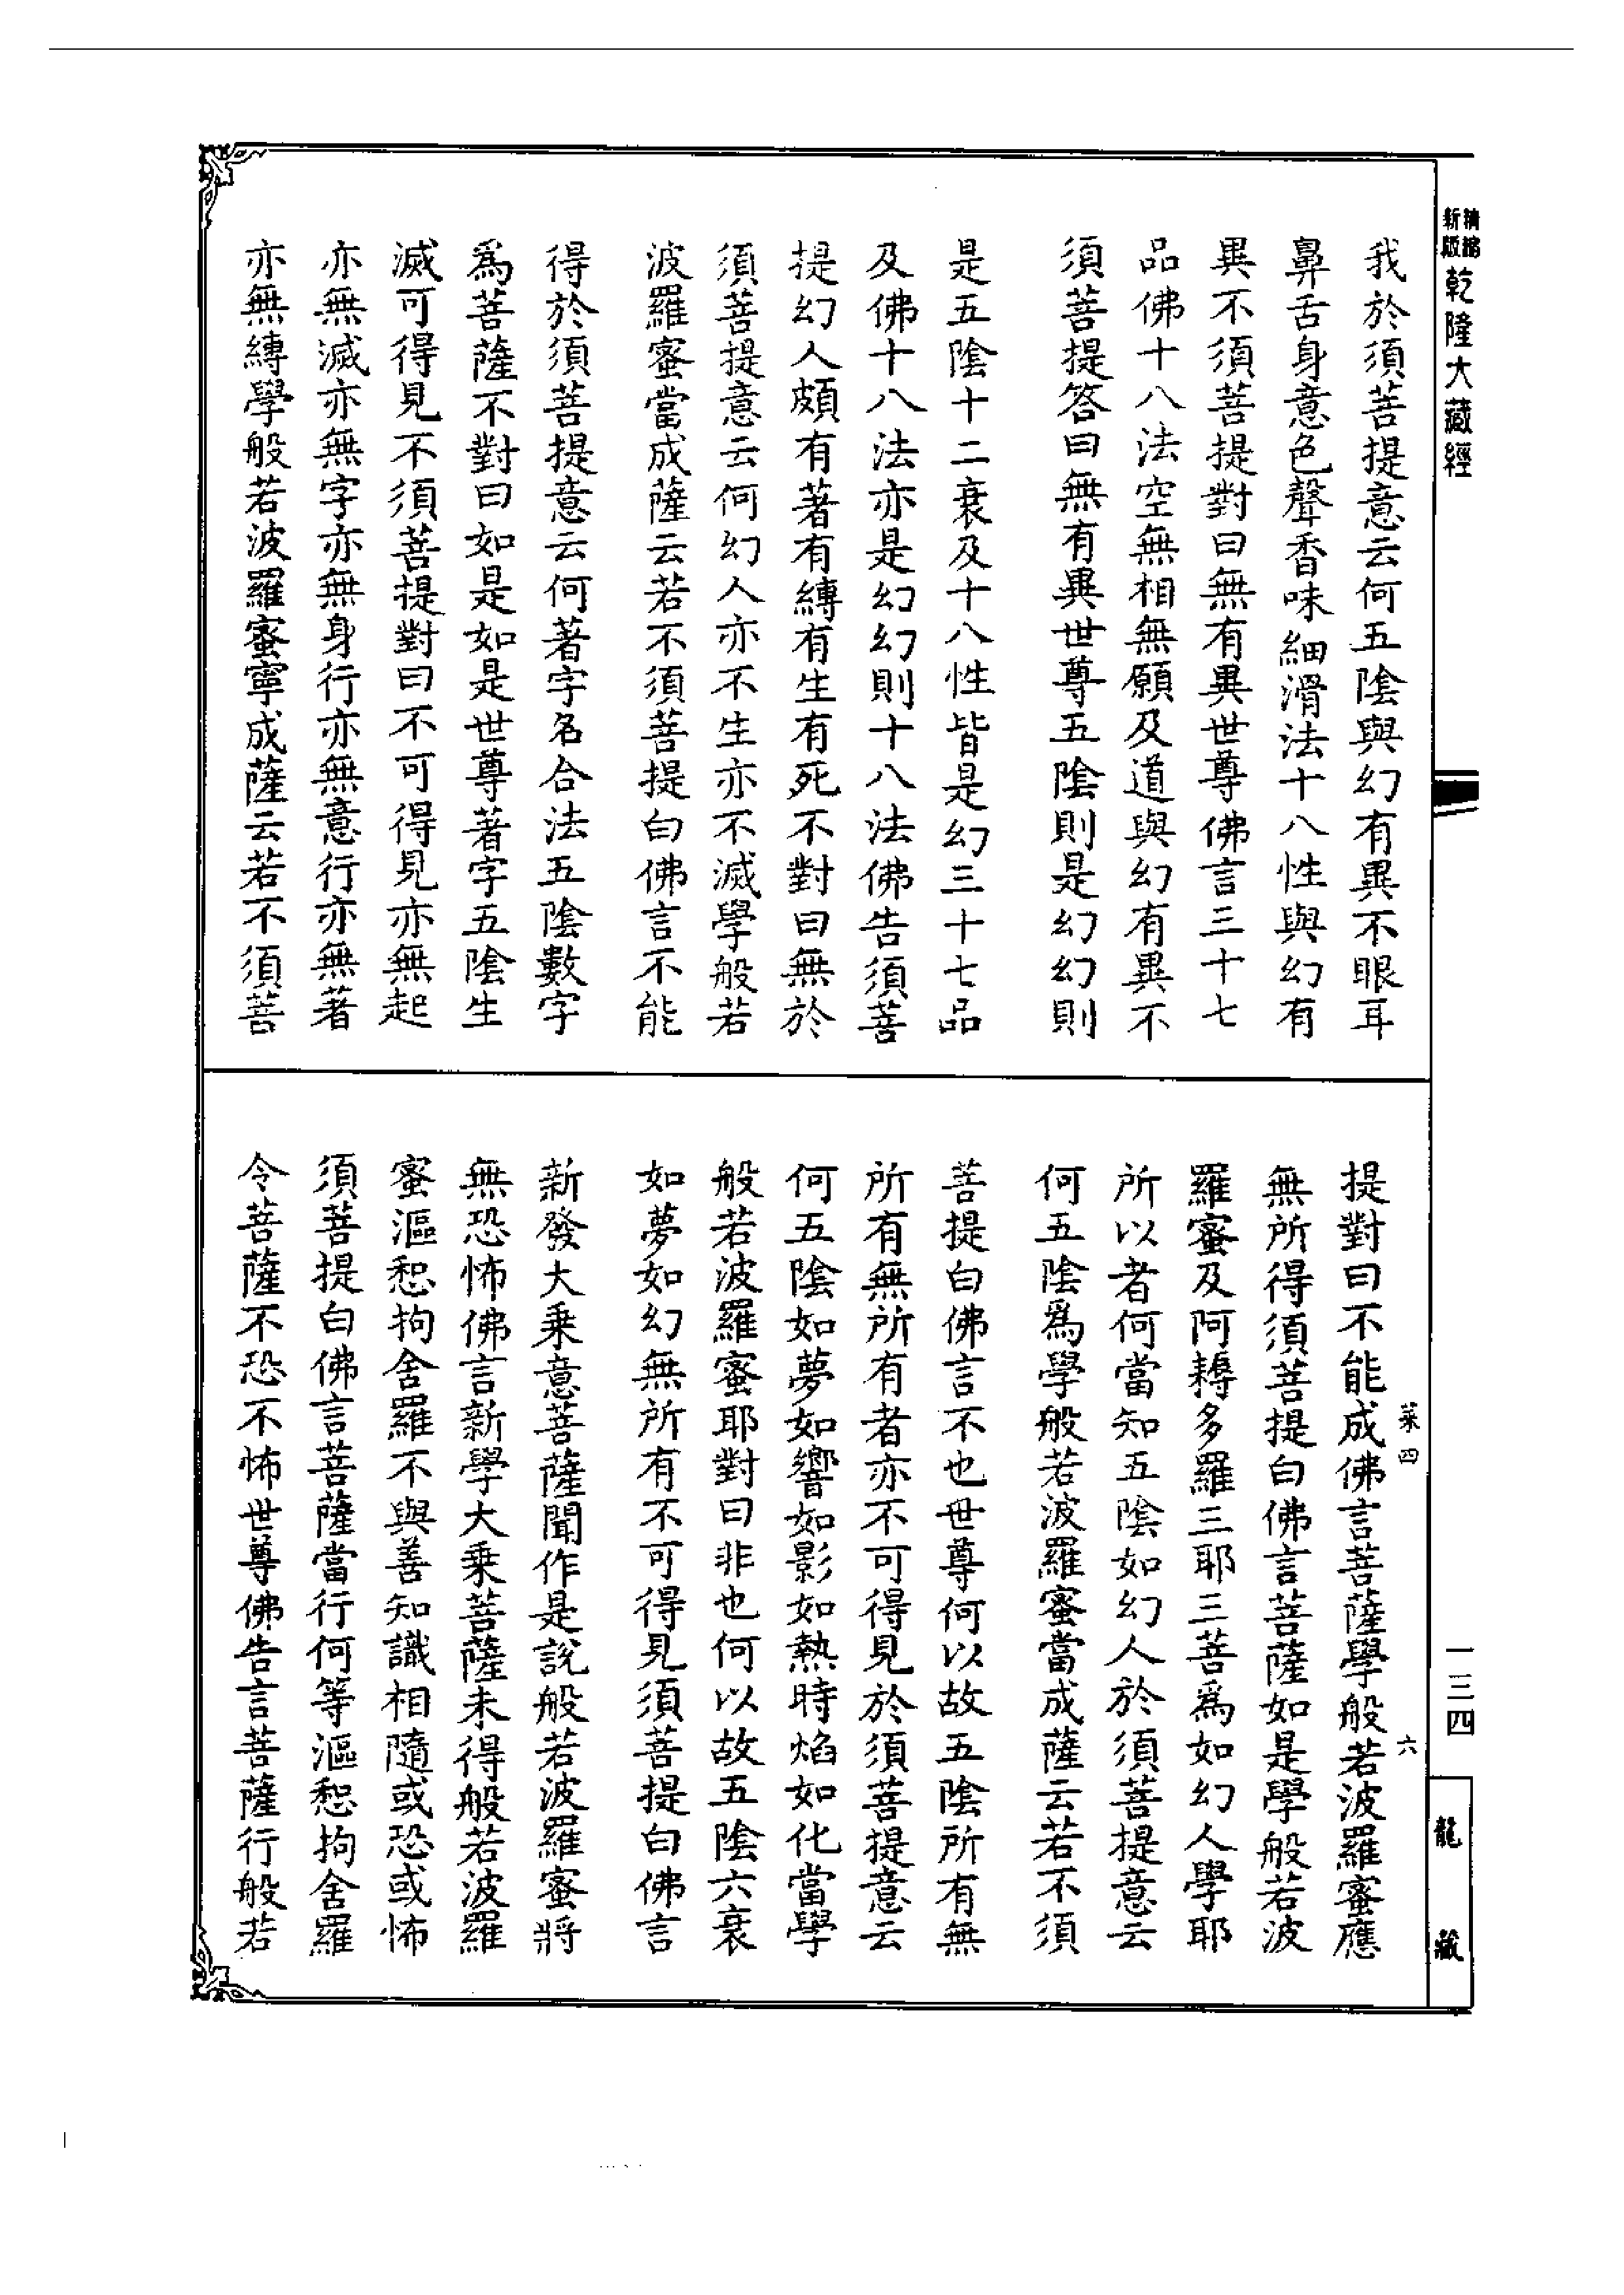 精縮新版乾隆大藏經
我於須菩提意云何五陰與幻有異不眼耳
鼻舌身意色聲香味細滑法十八性與幻有
異不須菩提對曰無有異世尊佛言三十七
品佛十八法空無相無願及道與幻有異不
須菩提答曰無有異世尊五陰則是幻幻則
是五陰十二衰及十八性皆是幻三十七品
及佛十八法亦是幻幻則十八法佛告須菩
提幻人頗有著有縛有生有死不對曰無於
須菩提意云何幻人亦不生亦不滅學般若
波羅蜜當成薩云若不須菩提白佛言不能
得於須菩提意云何著字名合法五陰數字
為菩薩不對曰如是如是世尊著字五陰生
滅可得見不須菩提對曰不可得見亦無起
亦無滅亦無字亦無身行亦無意行亦無著
亦無縛學般若波羅蜜寧成薩云若不須菩
提對曰不能成佛言菩薩學般若波羅蜜應
無所得須菩提白佛言菩薩如是學般若波
羅蜜及阿耨多羅三耶三菩為如幻人學耶
所以者何當知五陰如幻人於須菩提意云
何五陰爲學般若波羅蜜當成薩云若不須
菩提白佛言不也世尊何以故五陰所有無
所有無所有者亦不可得見於須菩提意云
何五陰如夢如響如影如熱時焰如化當學
般若波羅蜜耶對曰非也何以故五陰六衰
如夢如幻無所有不可得見須菩提白佛言
新發大乘意菩薩聞作是說般若波羅蜜將
無恐怖佛言新學大乘菩薩未得般若波羅
蜜漚惒拘舍羅不與善知識相隨或恐或怖
須菩提白佛言菩薩當行何等漚惒拘舍羅
令菩薩不恐不怖世尊佛告言菩薩行般若
菜四
六
一三四
龍藏